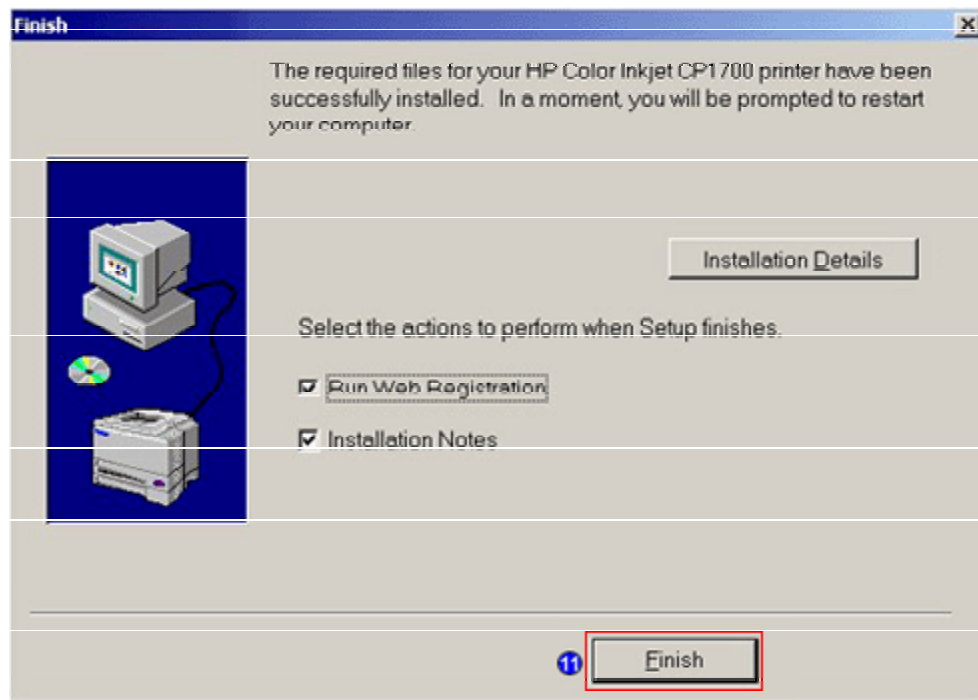 Finish
The required files for your HP Color Inkjet CP1700 printer have been
successfully installed. In a moment, you will be prompted to restart
your computer.
Installation Details
Select the actions to perform when Setup finishes.
Run Web Registration
Installation Notes
11
Finish